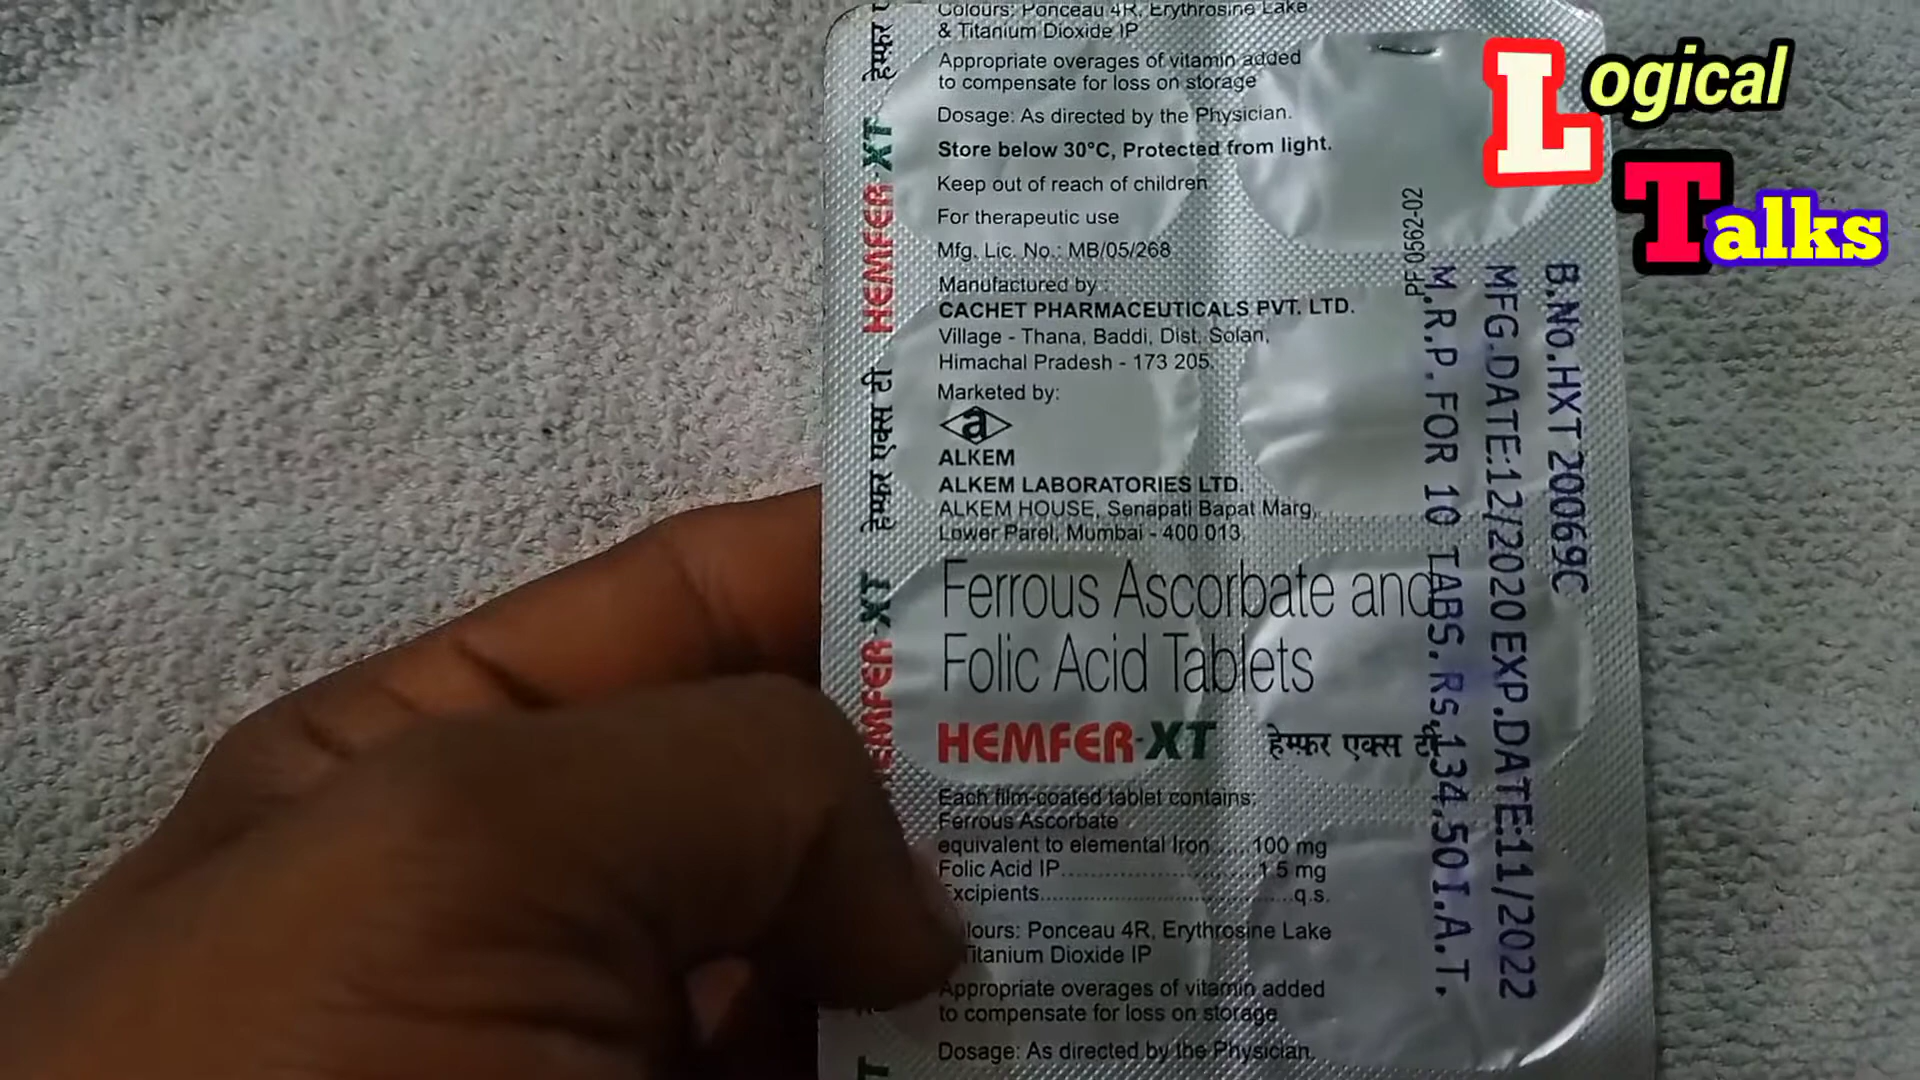 Colours: Ponceau 4R, Erythrosine Lake
& Titanium Dioxide IP
Appropriate overages of vitamin added
to compensate for loss on storage
Dosage: As directed by the Physician.
Store below 30°C, Protected from light.
Keep out of reach of children
For therapeutic use
Mfg. Lic. No.: MB/05/268
Manufactured by :
CACHET PHARMACEUTICALS PVT. LTD.
Village - Thana, Baddi, Dist. Solan,
Himachal Pradesh - 173 205.
Marketed by:
a
ALKEM
ALKEM LABORATORIES LTD.
ALKEM HOUSE, Senapati Bapat Marg,
Lower Parel, Mumbai - 400 013
Ferrous Ascorbate and
Folic Acid Tablets
HEMFER-XT हेम्फर एक्स टी
Each film-coated tablet contains:
Ferrous Ascorbate
equivalent to elemental Iron.....100 mg
Folic Acid IP..............................1.5 mg
Excipients....................................q.s.
lours: Ponceau 4R, Erythrosine Lake
Titanium Dioxide IP
Appropriate overages of vitamin added
to compensate for loss on storage
Dosage: As directed by the Physician.
हेम्फर
HEMFER-XT
हेम्फर एक्स टी
HEMFER-XT
T
0562-02
B.No.HXT 20069C
MFG.DATE:12/2020 EXP.DATE:11/2022
M.R.P. FOR 10 TABS. Rs.134.50I.A.T.
Logical
Talks